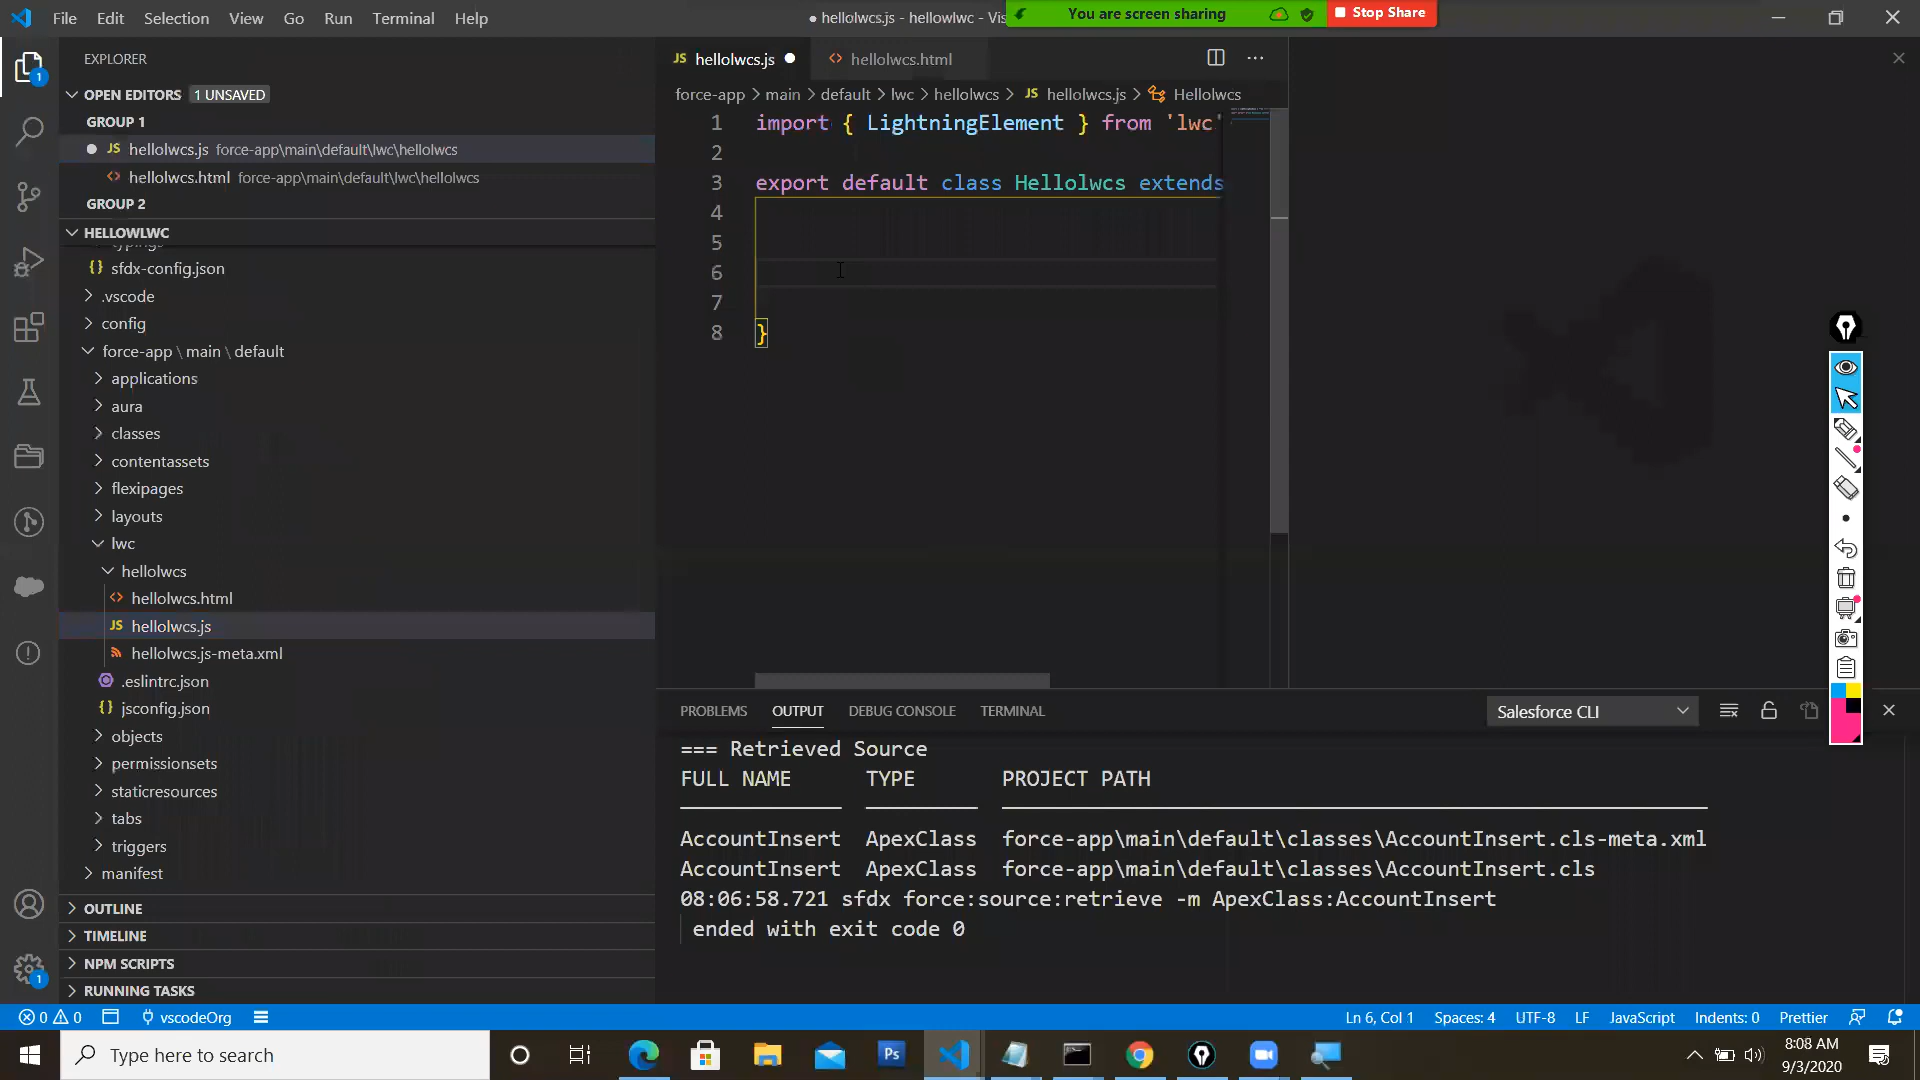 File Edit Selection View Go Run Terminal Help
● hellolwcs.js - hellowlwc - Vis
You are screen sharing
Stop Share
EXPLORER
1
OPEN EDITORS 1 UNSAVED
GROUP 1
JS hellolwcs.js force-app\main\default\lwc\hellolwcs
<> hellolwcs.html force-app\main\default\lwc\hellolwcs
GROUP 2
HELLOWLWC
typings
{} sfdx-config.json
.vscode
config
force-app \ main \ default
applications
aura
classes
contentassets
flexipages
layouts
lwc
hellolwcs
<> hellolwcs.html
JS hellolwcs.js
hellolwcs.js-meta.xml
.eslintrc.json
{} jsconfig.json
objects
permissionsets
staticresources
tabs
triggers
manifest
OUTLINE
TIMELINE
NPM SCRIPTS
RUNNING TASKS
1
JS hellolwcs.js ●
<> hellolwcs.html
force-app > main > default > lwc > hellolwcs > JS hellolwcs.js > Hellolwcs
1 import { LightningElement } from 'lwc'
2
3 export default class Hellolwcs extends
4
5
6
7
8 }
PROBLEMS OUTPUT DEBUG CONSOLE TERMINAL
Salesforce CLI
=== Retrieved Source
FULL NAME TYPE PROJECT PATH
AccountInsert ApexClass force-app\main\default\classes\AccountInsert.cls-meta.xml
AccountInsert ApexClass force-app\main\default\classes\AccountInsert.cls
08:06:58.721 sfdx force:source:retrieve -m ApexClass:AccountInsert
ended with exit code 0
0 0 vscodeOrg
Ln 6, Col 1 Spaces: 4 UTF-8 LF JavaScript Indents: 0 Prettier
Type here to search
Ps
8:08 AM
9/3/2020